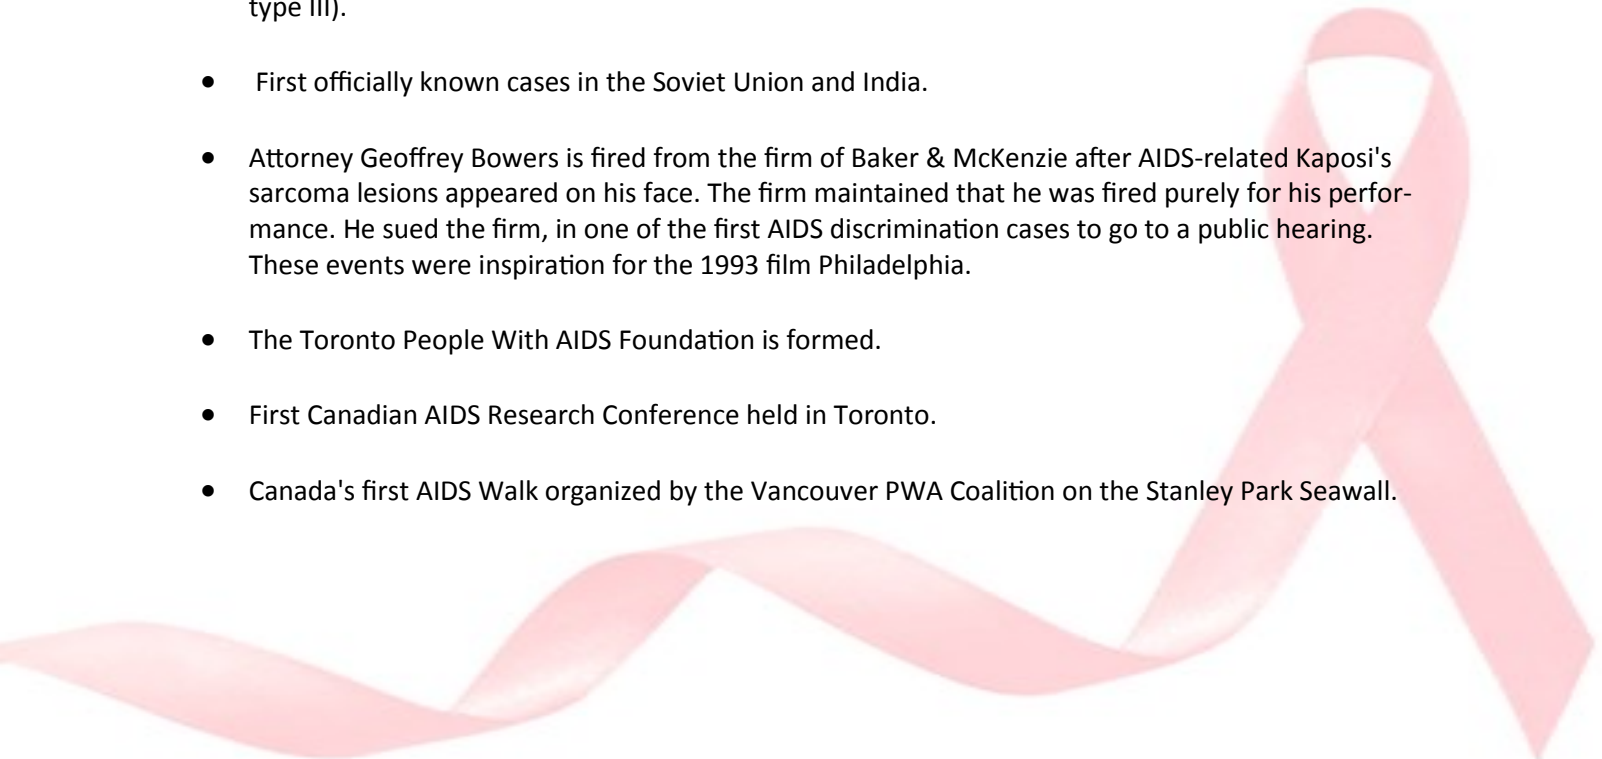 type III).
• First officially known cases in the Soviet Union and India.
• Attorney Geoffrey Bowers is fired from the firm of Baker & McKenzie after AIDS-related Kaposi's
sarcoma lesions appeared on his face. The firm maintained that he was fired purely for his perfor-
mance. He sued the firm, in one of the first AIDS discrimination cases to go to a public hearing.
These events were inspiration for the 1993 film Philadelphia.
• The Toronto People With AIDS Foundation is formed.
• First Canadian AIDS Research Conference held in Toronto.
• Canada's first AIDS Walk organized by the Vancouver PWA Coalition on the Stanley Park Seawall.